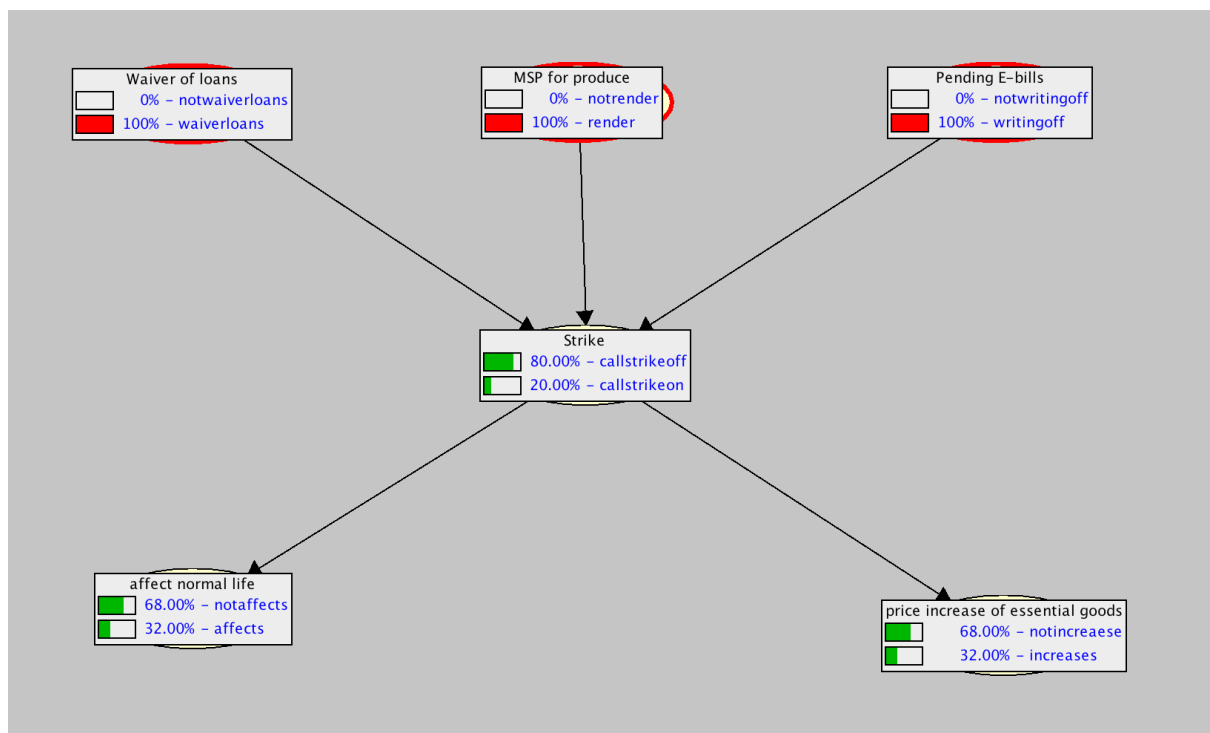 Waiver of loans
0% – notwaiverloans
100% – waiverloans
MSP for produce
0% – notrender
100% – render
Pending E-bills
0% – notwritingoff
100% – writingoff
Strike
80.00% – callstrikeoff
20.00% – callstrikeon
affect normal life
68.00% – notaffects
32.00% – affects
price increase of essential goods
68.00% – notincreaese
32.00% – increases